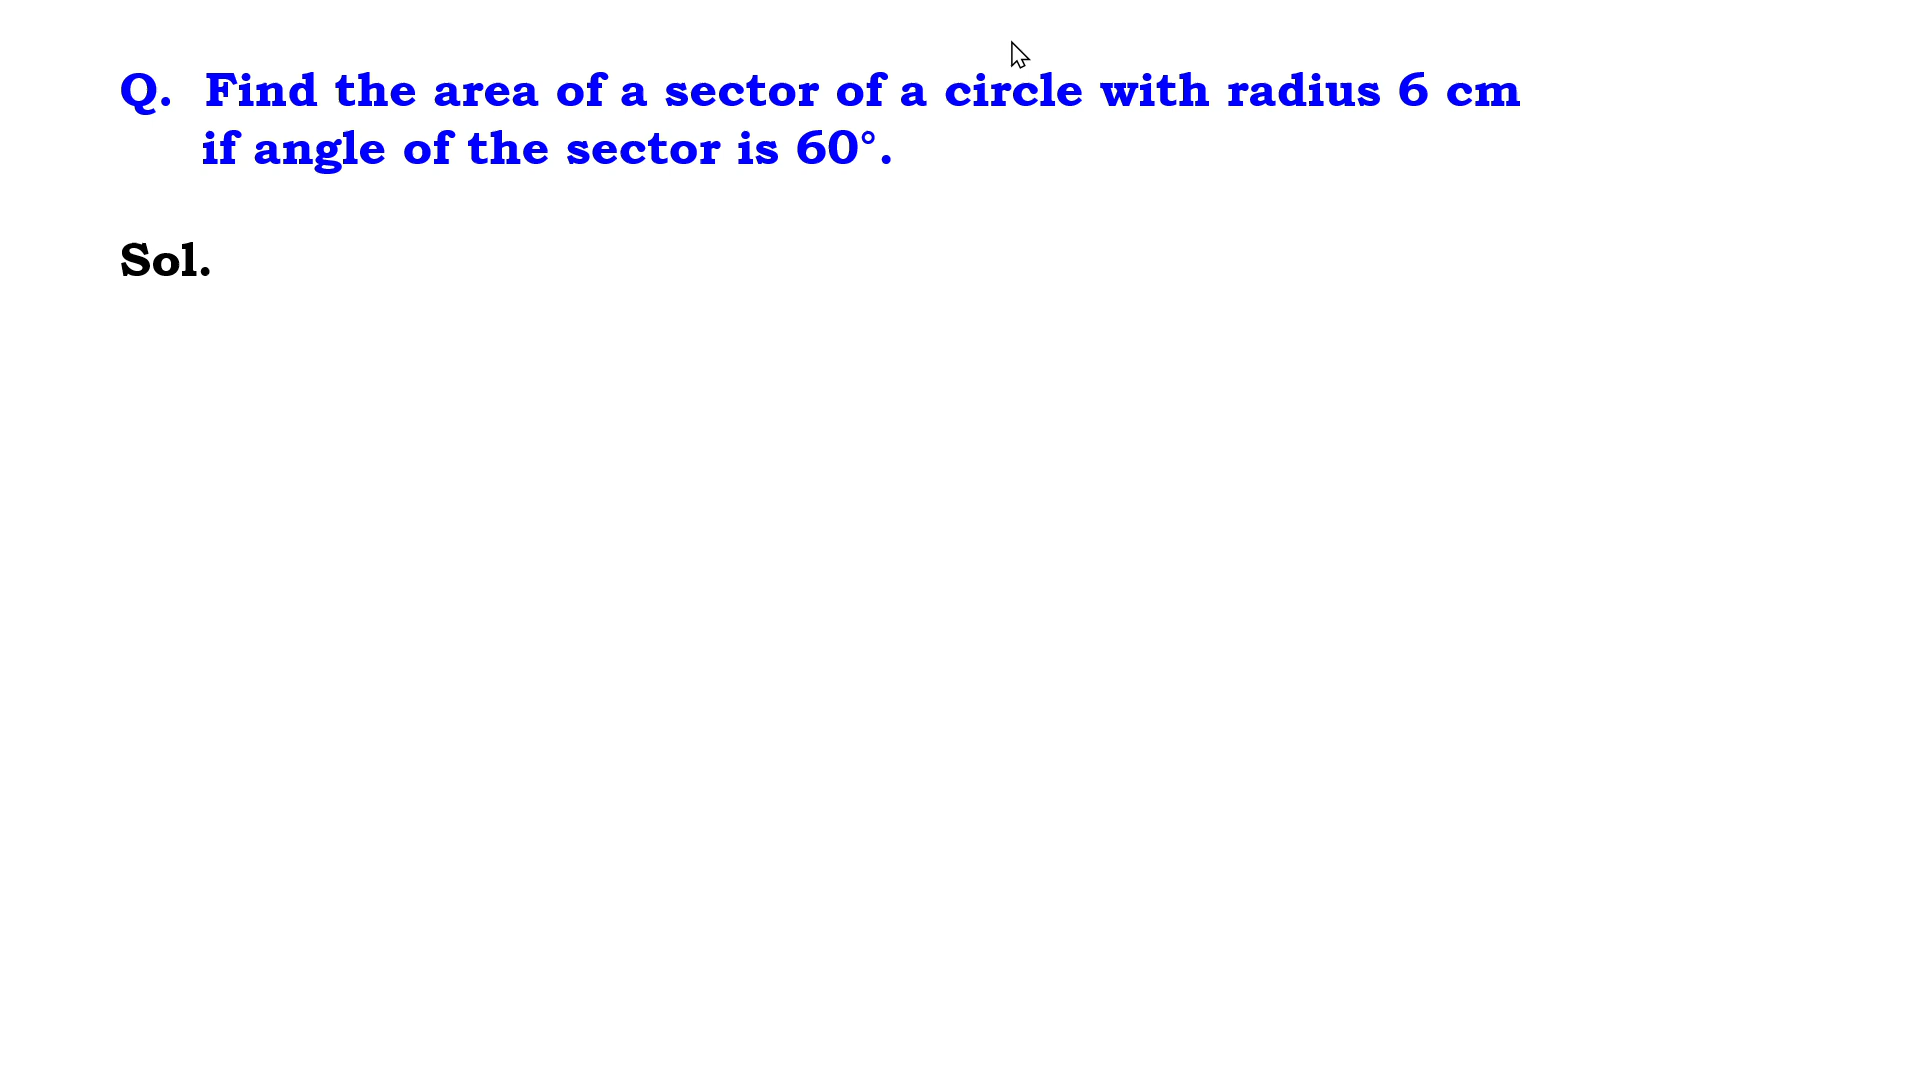 Q. Find the area of a sector of a circle with radius 6 cm
if angle of the sector is 60°.
Sol.